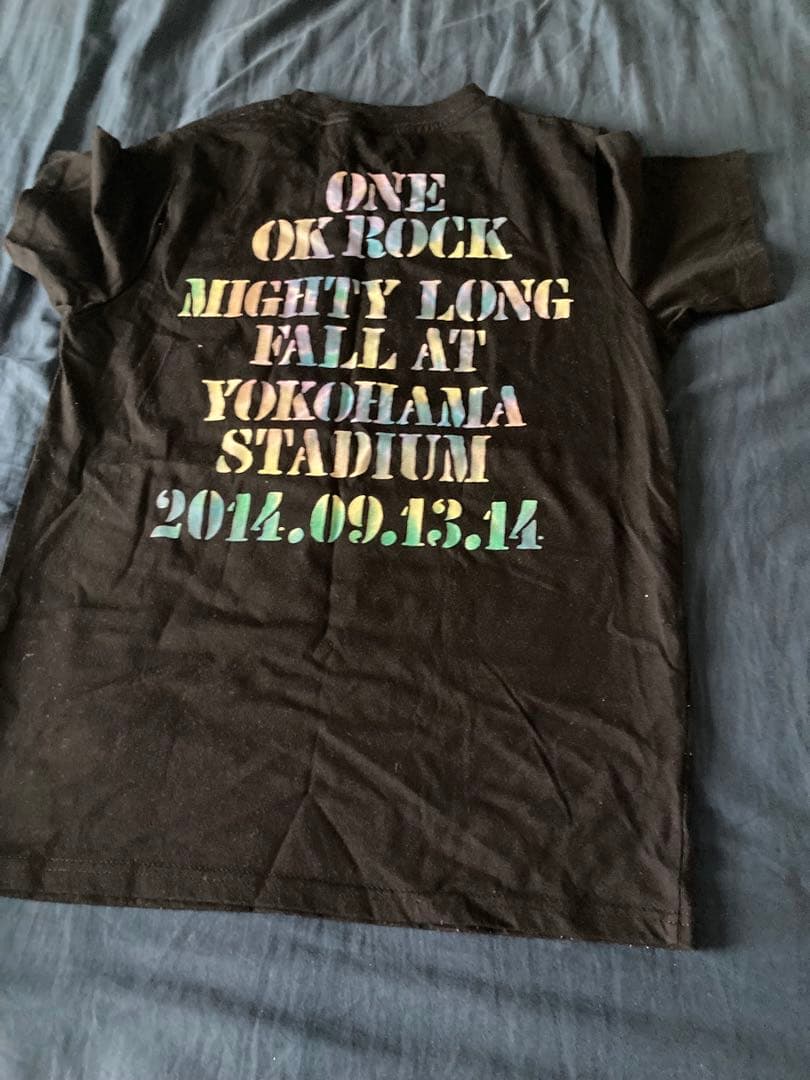 ONE
OK ROCK
MIGHTY LONG
FALL AT
YOKOHAMA
STADIUM
2014.09.13.14